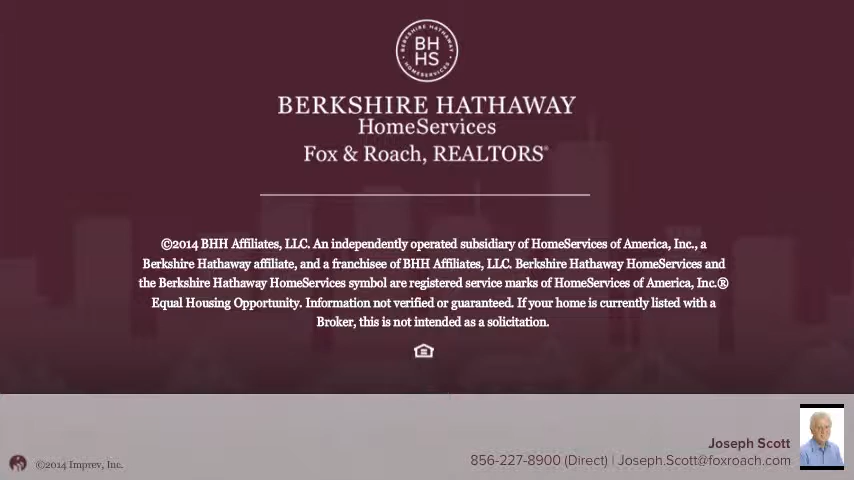 BERKSHIRE HATHAWAY
HOMESERVICES
BH
HS
BERKSHIRE HATHAWAY
HomeServices
Fox & Roach, REALTORS®
©2014 BHH Affiliates, LLC. An independently operated subsidiary of HomeServices of America, Inc., a
Berkshire Hathaway affiliate, and a franchisee of BHH Affiliates, LLC. Berkshire Hathaway HomeServices and
the Berkshire Hathaway HomeServices symbol are registered service marks of HomeServices of America, Inc.®
Equal Housing Opportunity. Information not verified or guaranteed. If your home is currently listed with a
Broker, this is not intended as a solicitation.
Joseph Scott
856-227-8900 (Direct) | Joseph.Scott@foxroach.com
©2014 Imprev, Inc.